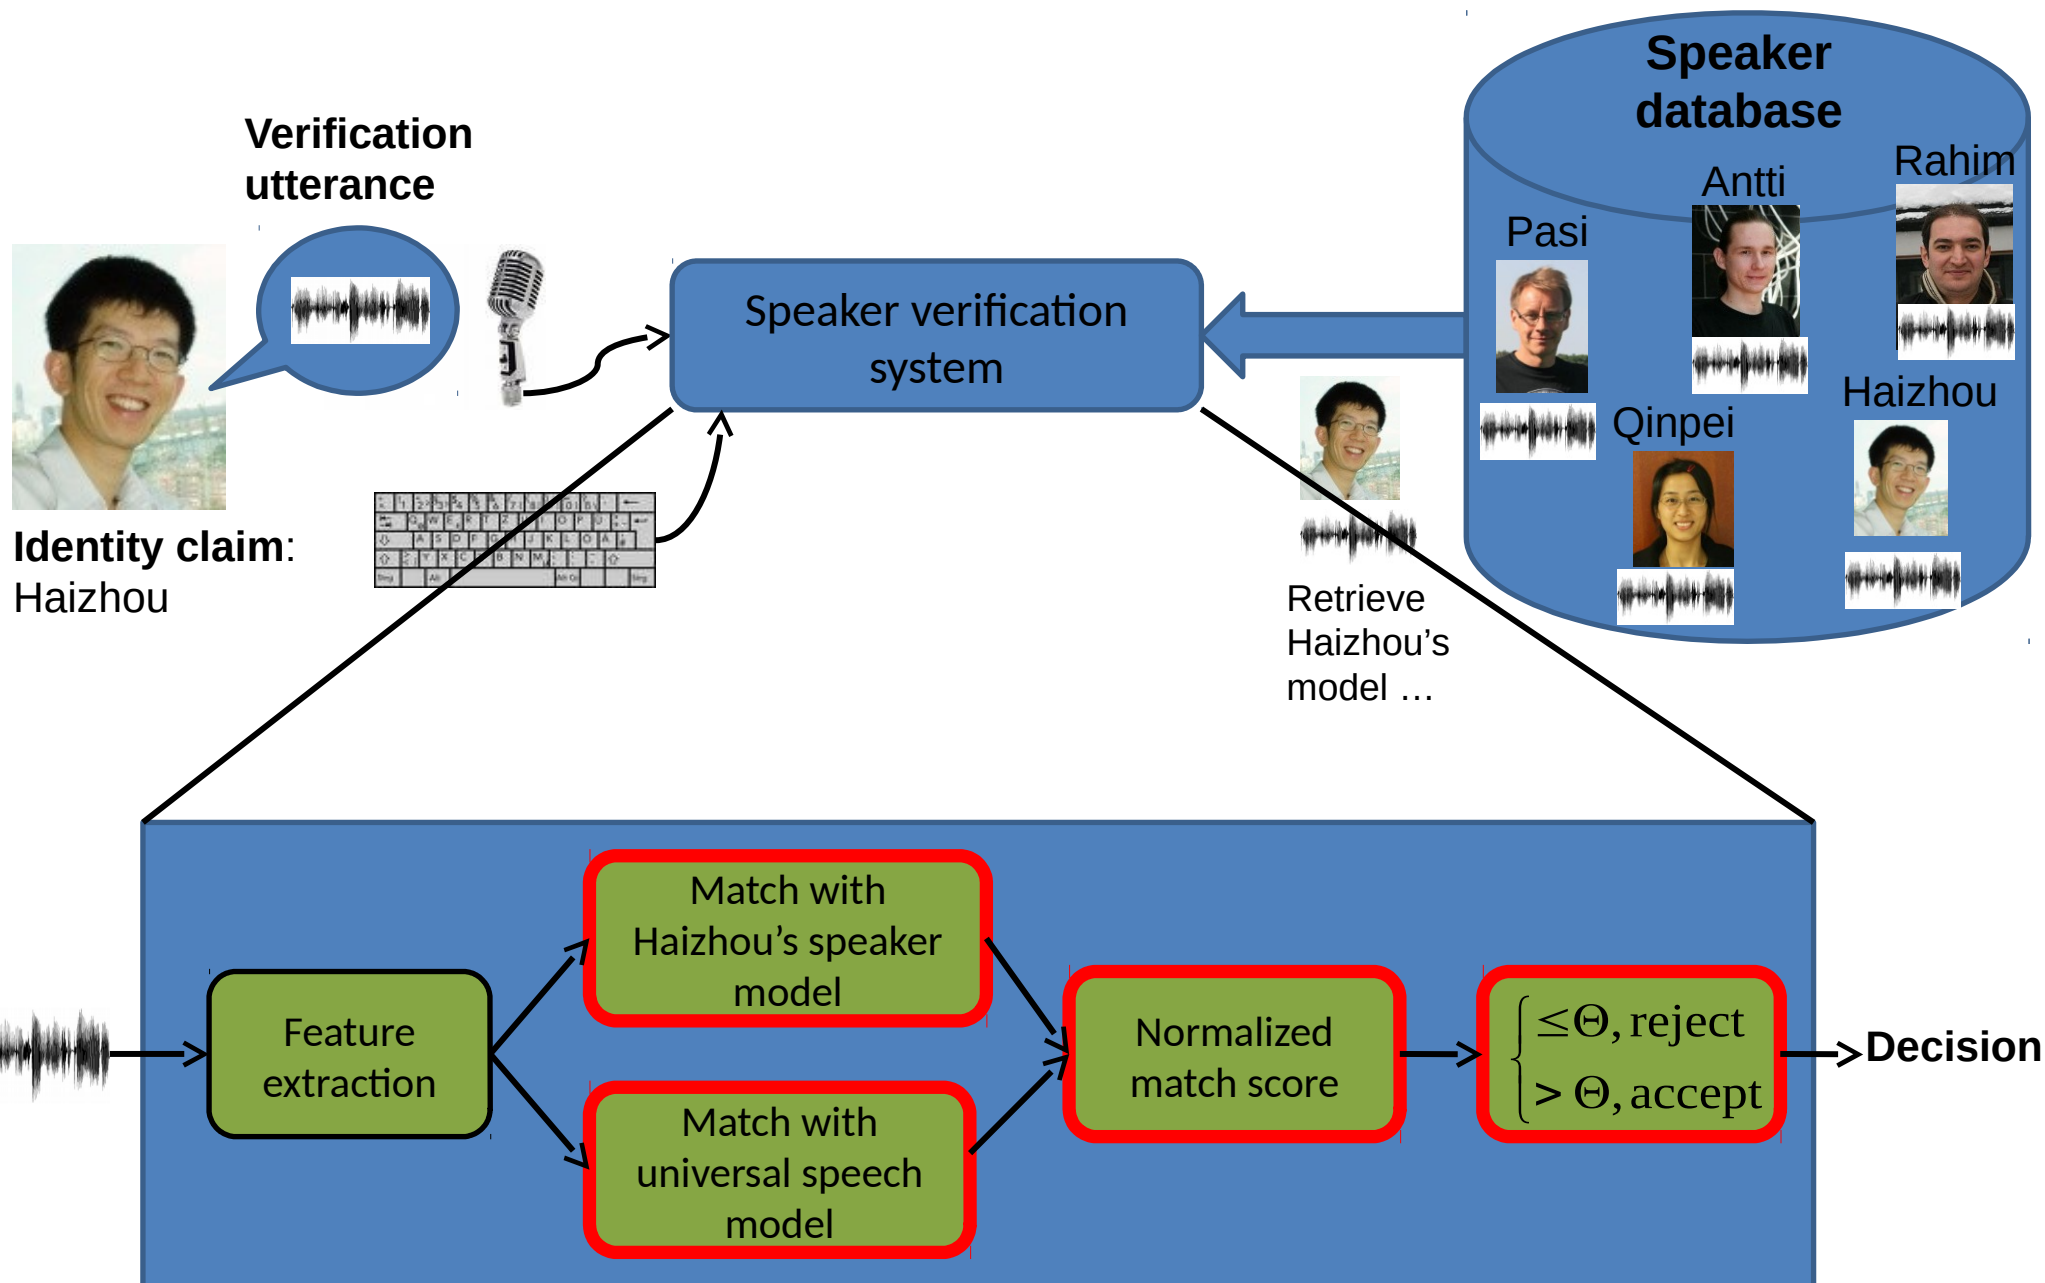 Speaker
database
Verification
utterance
Rahim
Antti
Pasi
Speaker verification
system
Haizhou
Qinpei
Identity claim:
Haizhou
Retrieve
Haizhou’s
model …
Match with
Haizhou’s speaker
model
Feature
extraction
Normalized
match score
≤Θ, reject
> Θ, accept
Decision
Match with
universal speech
model